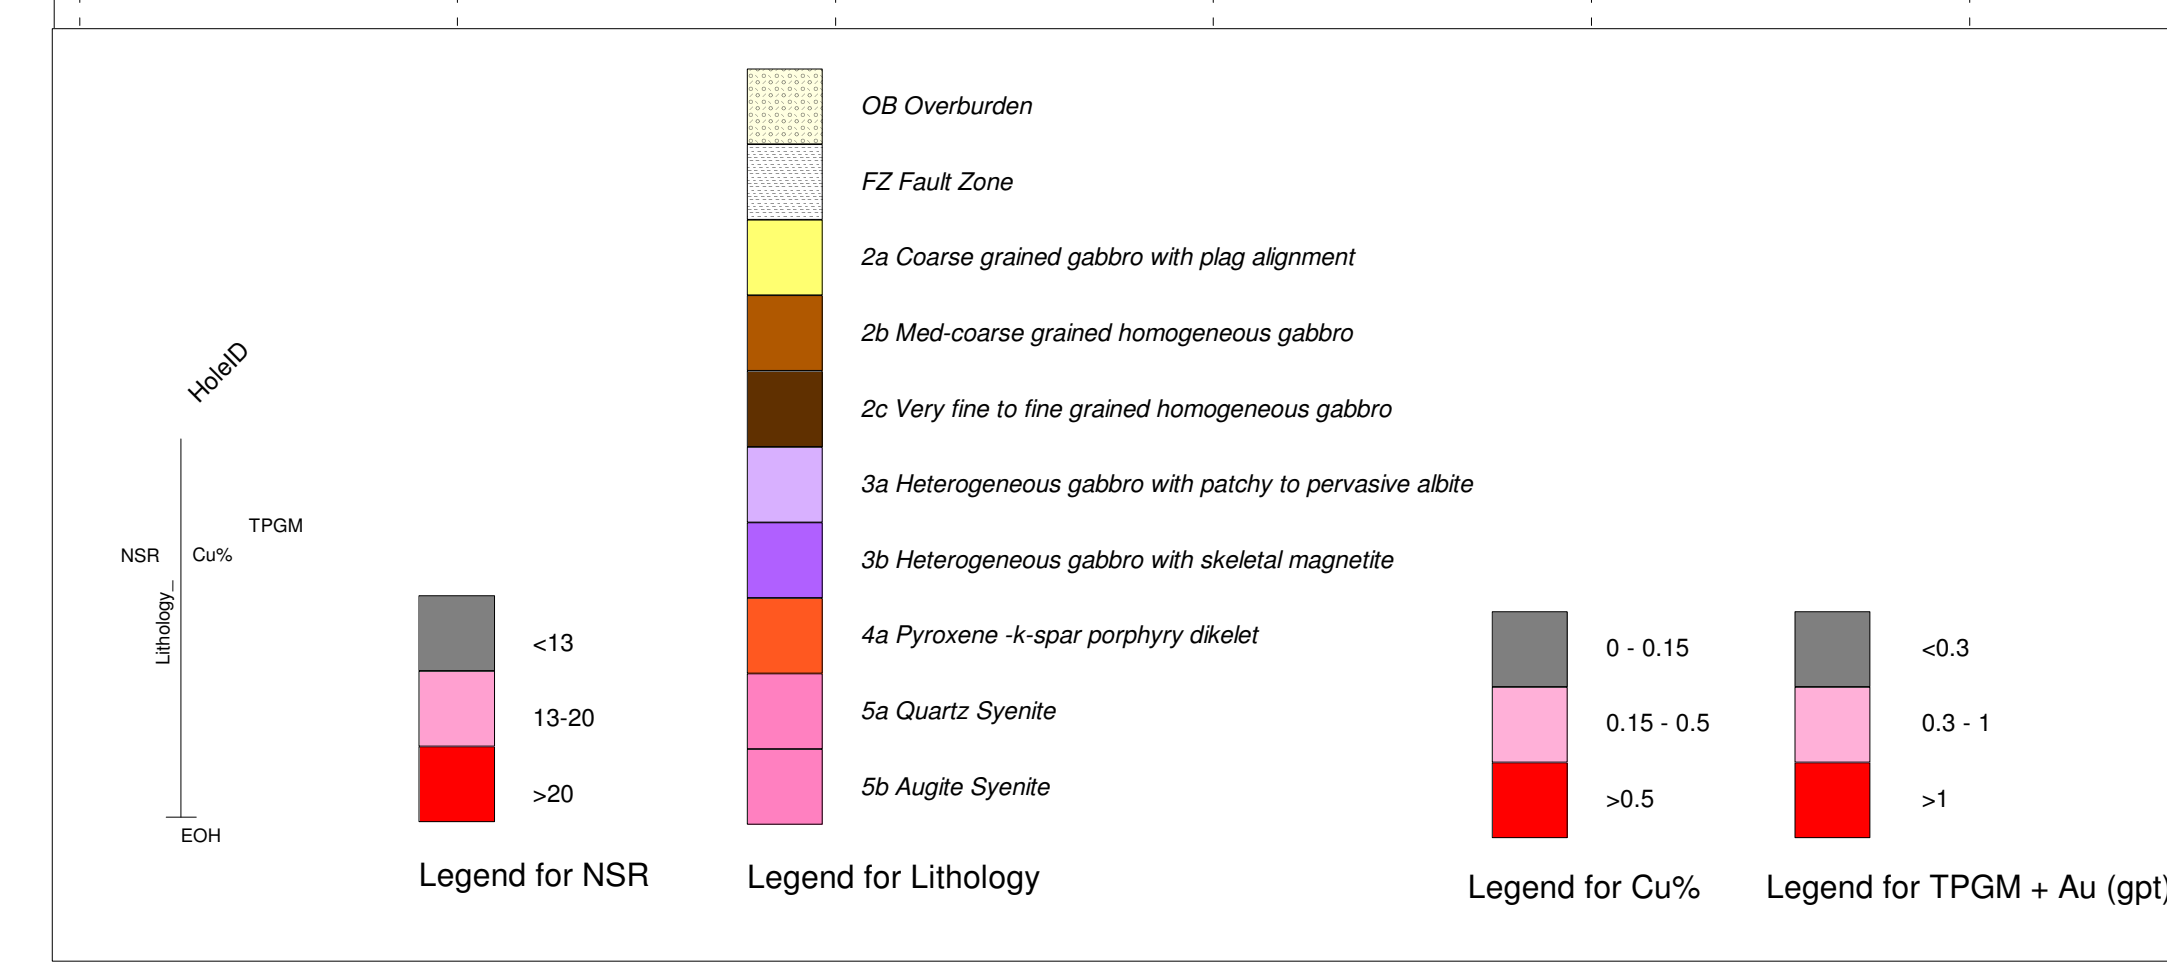 HoleID
TPGM
NSR
Cu%
Lithology_
EOH
<13
13-20
>20
Legend for NSR
OB Overburden
FZ Fault Zone
2a Coarse grained gabbro with plag alignment
2b Med-coarse grained homogeneous gabbro
2c Very fine to fine grained homogeneous gabbro
3a Heterogeneous gabbro with patchy to pervasive albite
3b Heterogeneous gabbro with skeletal magnetite
4a Pyroxene -k-spar porphyry dikelet
5a Quartz Syenite
5b Augite Syenite
Legend for Lithology
0 - 0.15
0.15 - 0.5
>0.5
Legend for Cu%
<0.3
0.3 - 1
>1
Legend for TPGM + Au (gpt)